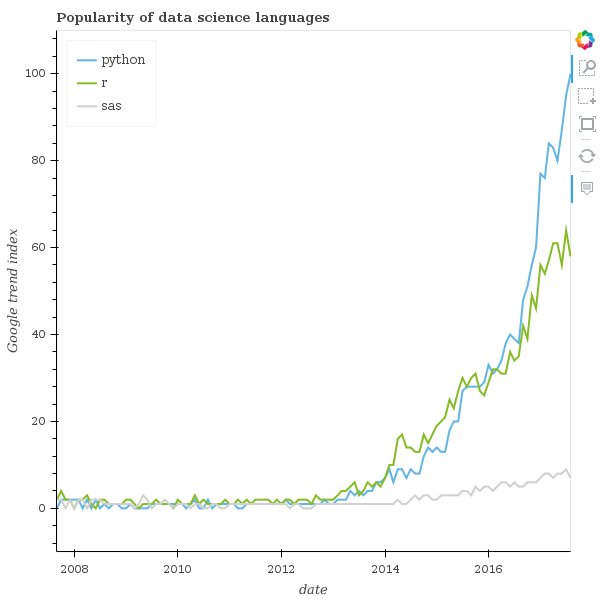 Popularity of data science languages
python
r
sas
100
80
60
40
20
0
Google trend index
2008
2010
2012
2014
2016
date